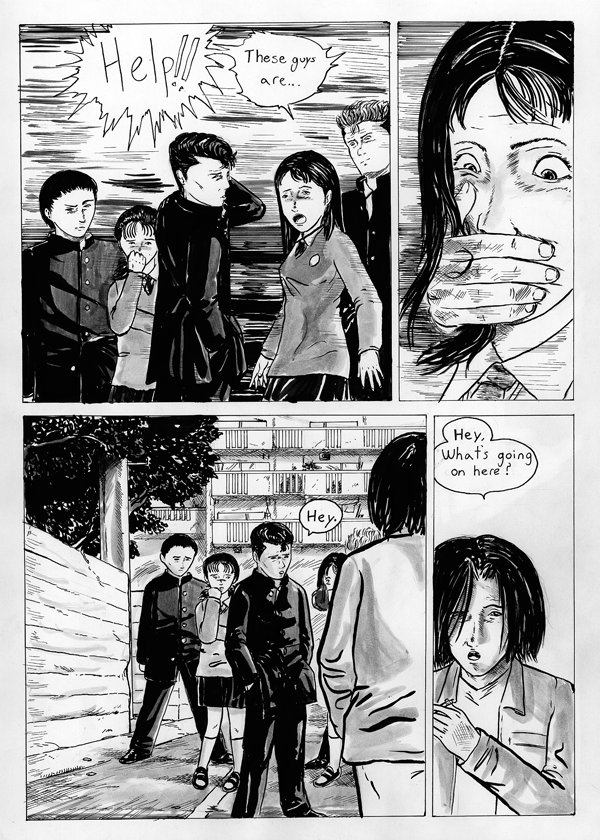 Help!!!
These guys
are...
Hey.
Hey.
What's going
on here?